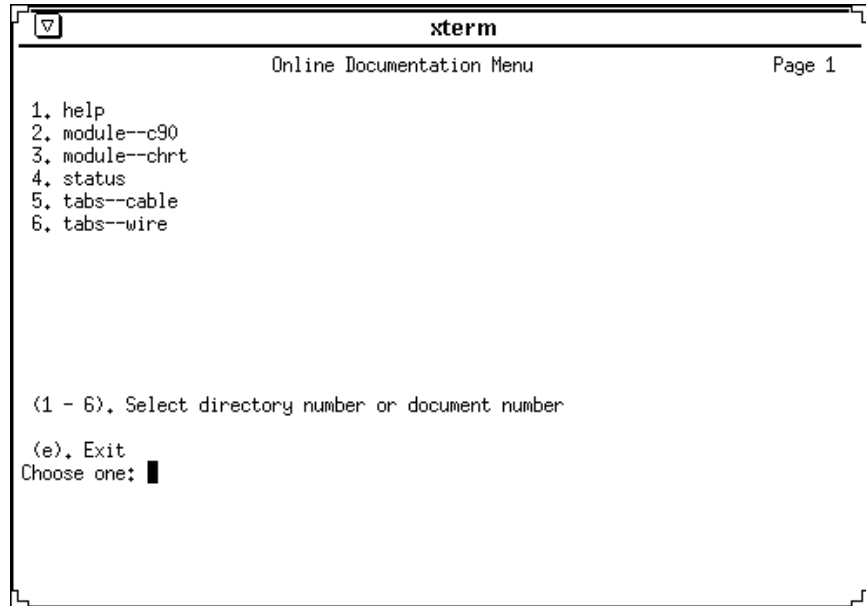 xterm
Online Documentation Menu Page 1
1. help
2. module--c90
3. module--chrt
4. status
5. tabs--cable
6. tabs--wire
(1 - 6). Select directory number or document number
(e). Exit
Choose one: